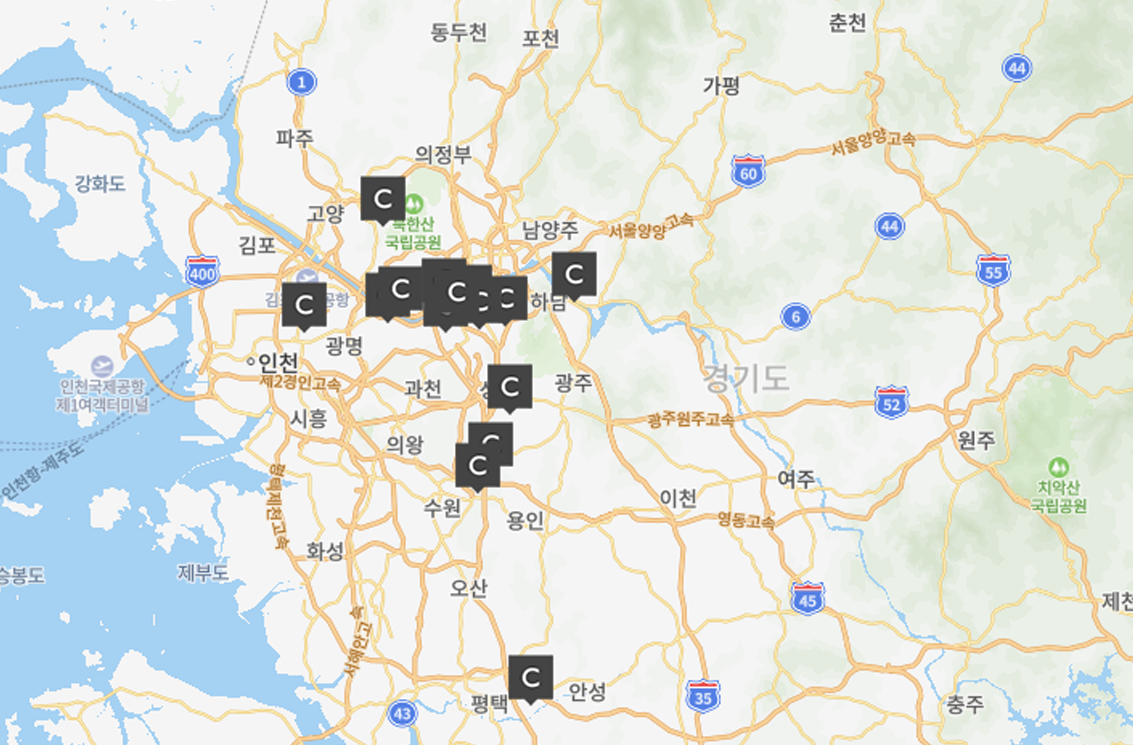 춘천
동두천
포천
44
1
가평
파주
서울양양고속
의정부
60
강화도
C
고양
북한산
국립공원
남양주
서울양양고속
44
김포
400
55
C
C
C
C
C
C
하남
6
광명
인천
인천국제공항
제1여객터미널
제2경인고속
과천
C
광주
경기도
52
시흥
광주원주고속
의왕
C
원주
인천항-제주도
C
평택제천고속
수원
용인
이천
여주
영동고속
치악산
국립공원
화성
제부도
승봉도
오산
45
제천
서해안고속
C
평택
안성
35
43
충주